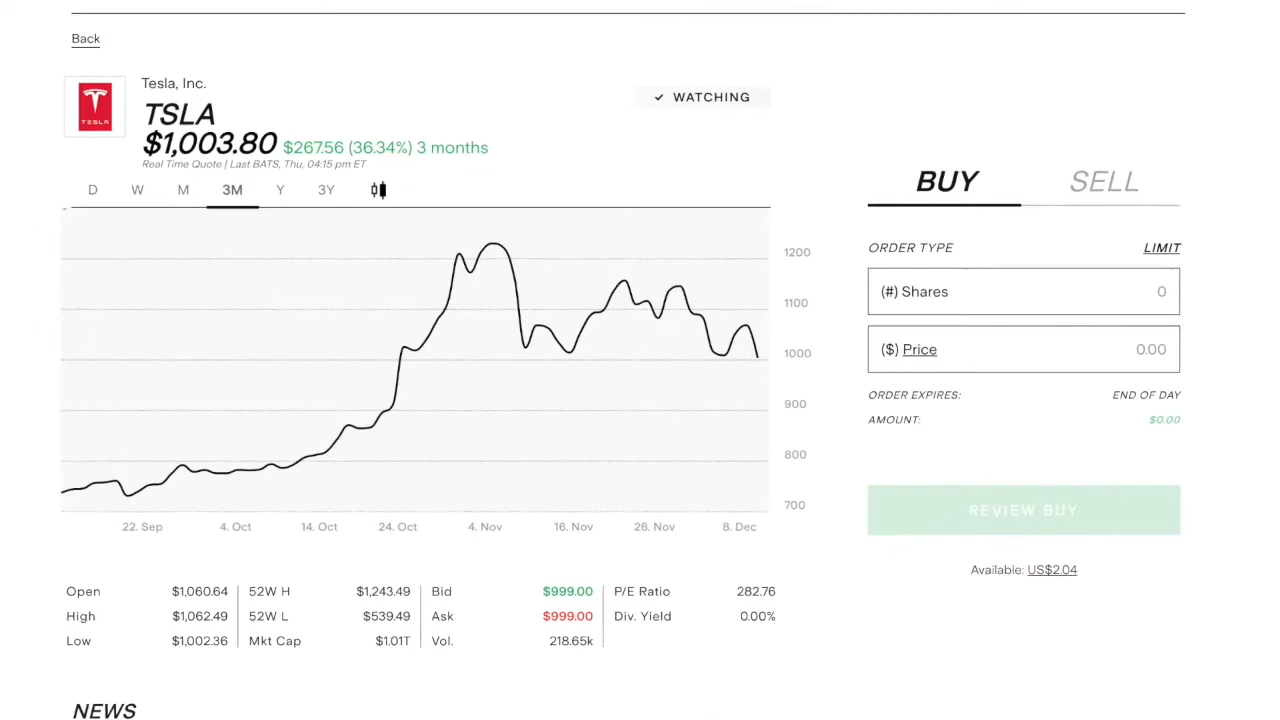 Back
Tesla, Inc.
TESLA
TSLA
✓ WATCHING
$1,003.80 $267.56 (36.34%) 3 months
Real Time Quote | Last BATS, Thu, 04:15 pm ET
D W M 3M Y 3Y
1200
1100
1000
900
800
700
22. Sep 4. Oct 14. Oct 24. Oct 4. Nov 16. Nov 26. Nov 8. Dec
BUY SELL
ORDER TYPE LIMIT
(#) Shares 0
($) Price 0.00
ORDER EXPIRES: END OF DAY
AMOUNT: $0.00
REVIEW BUY
Available: US$2.04
Open $1,060.64 52W H $1,243.49 Bid $999.00 P/E Ratio 282.76
High $1,062.49 52W L $539.49 Ask $999.00 Div. Yield 0.00%
Low $1,002.36 Mkt Cap $1.01T Vol. 218.65k
NEWS